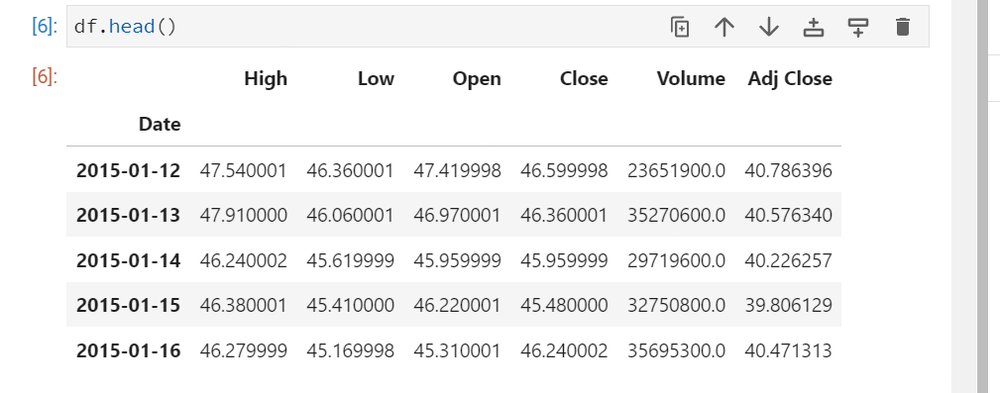 [6]: df.head()
[6]:
High Low Open Close Volume Adj Close
Date
2015-01-12 47.540001 46.360001 47.419998 46.599998 23651900.0 40.786396
2015-01-13 47.910000 46.060001 46.970001 46.360001 35270600.0 40.576340
2015-01-14 46.240002 45.619999 45.959999 45.959999 29719600.0 40.226257
2015-01-15 46.380001 45.410000 46.220001 45.480000 32750800.0 39.806129
2015-01-16 46.279999 45.169998 45.310001 46.240002 35695300.0 40.471313